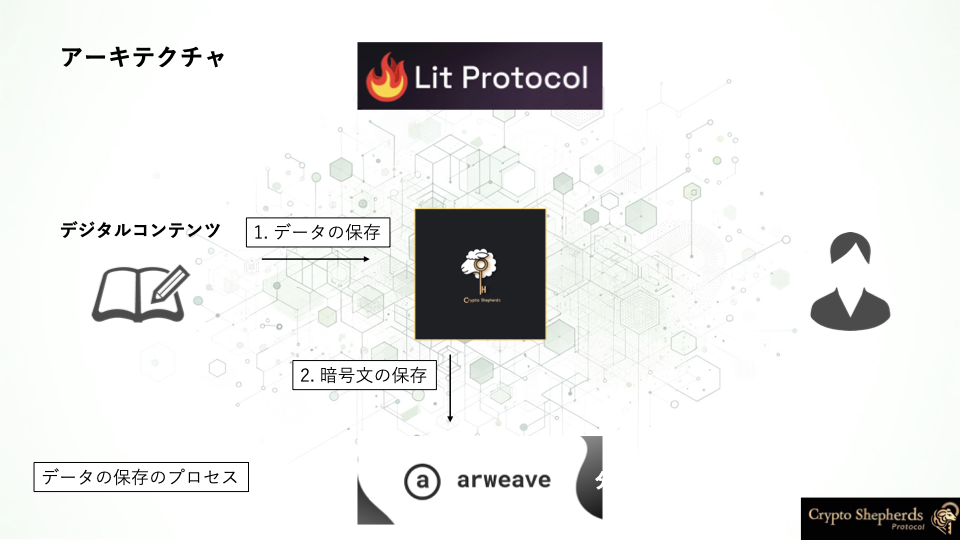 アーキテクチャ
Lit Protocol
デジタルコンテンツ
1. データの保存
Crypto Shepherds
2. 暗号文の保存
データの保存のプロセス
a arweave
Crypto Shepherds
Protocol